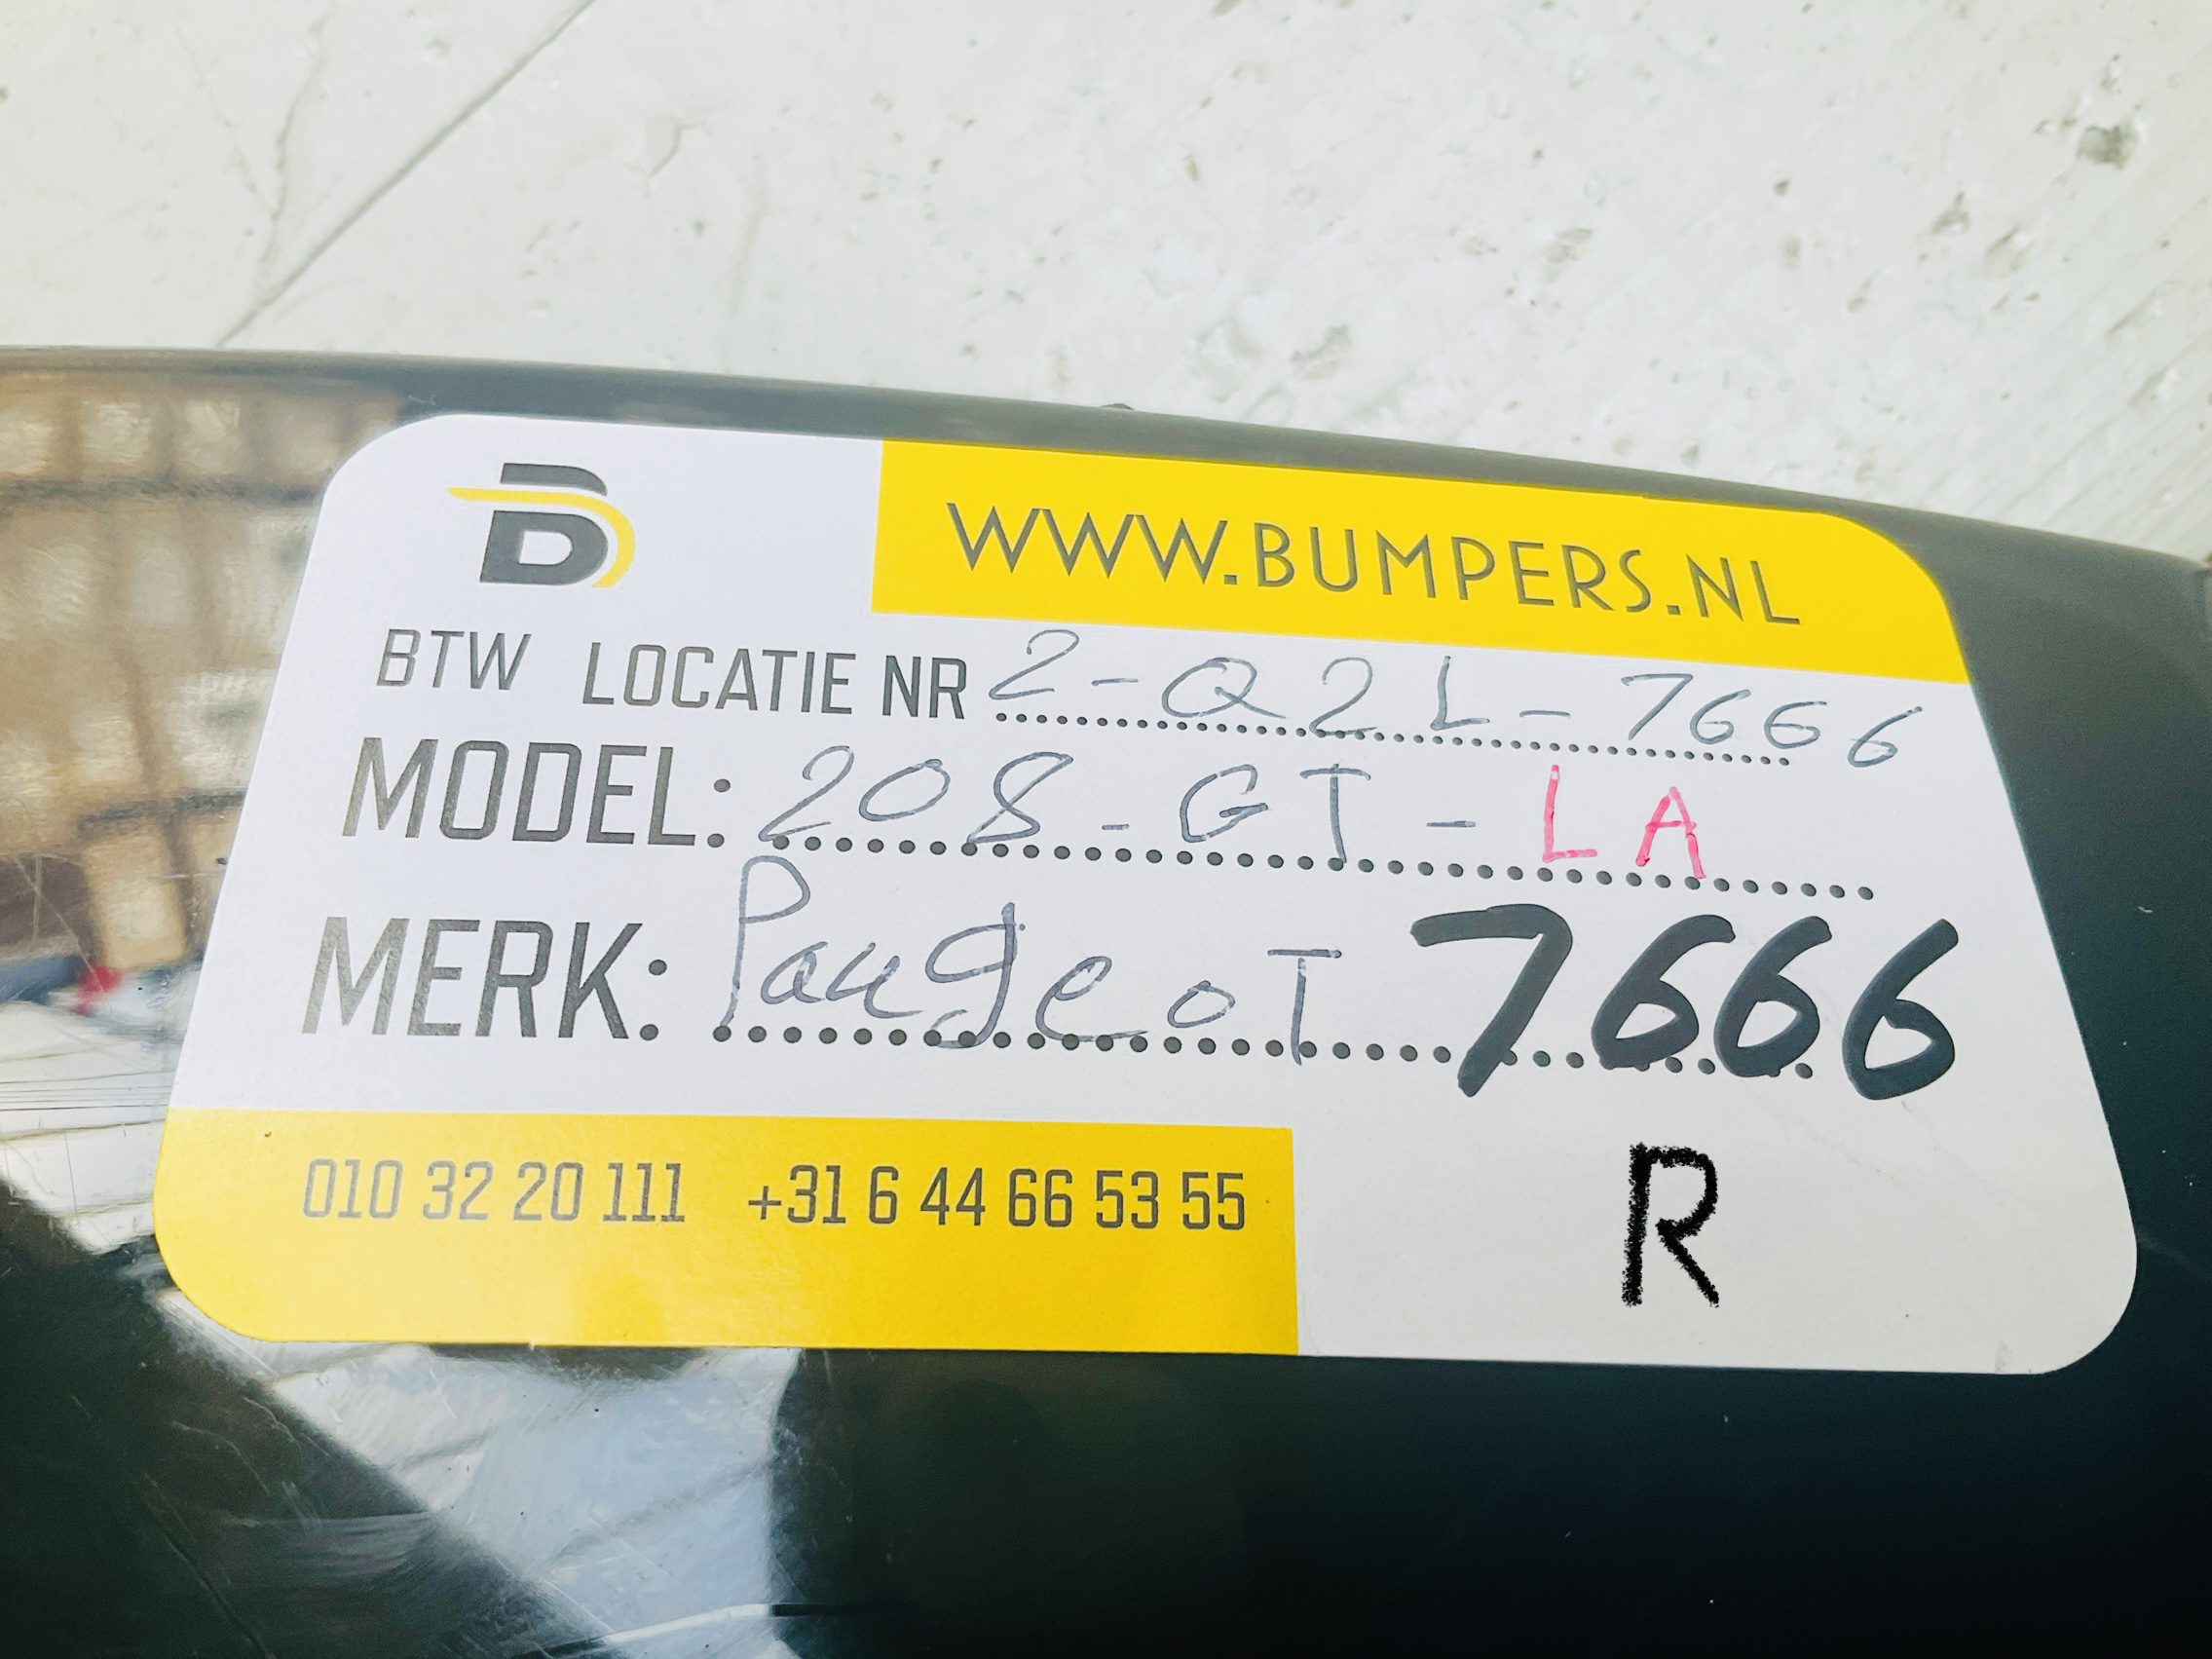 B
WWW.BUMPERS.NL
BTW LOCATIE NR 2-Q2L-7666
MODEL: 208-GT-LA
MERK: Paugeot 7666
010 32 20 111 +31 6 44 66 53 55
R